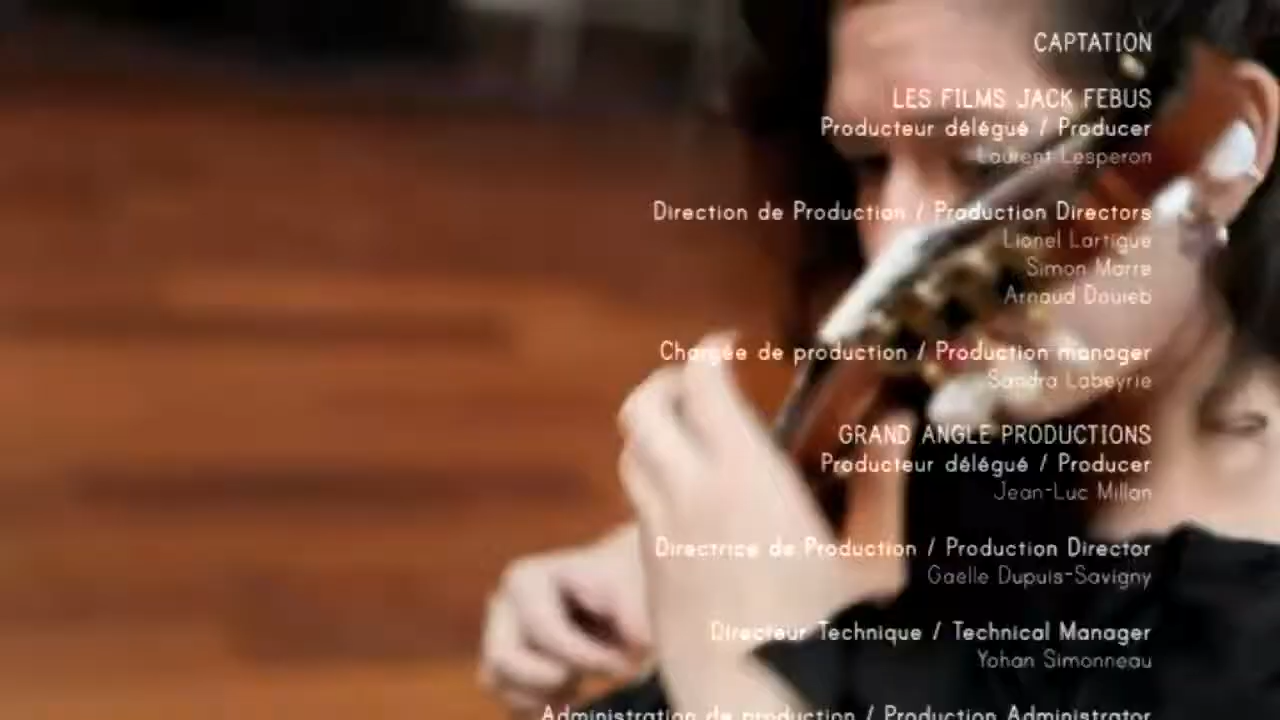 CAPTATION
LES FILMS JACK FEBUS
Producteur délégué / Producer
Laurent Lesperon
Direction de Production / Production Directors
Lionel Lartigue
Simon Marre
Arnaud Douieb
Chargée de production / Production manager
Sandra Labeyrie
GRAND ANGLE PRODUCTIONS
Producteur délégué / Producer
Jean-Luc Millan
Directrice de Production / Production Director
Gaelle Dupuis-Savigny
Directeur Technique / Technical Manager
Yohan Simonneau
Administration de production / Production Administrator